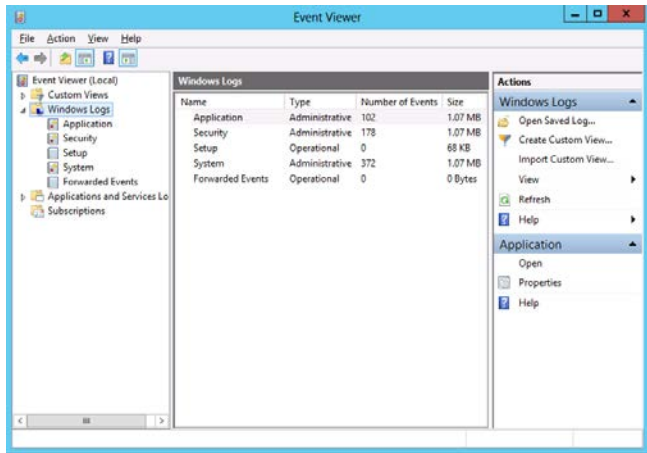 Event Viewer
File Action View Help
Event Viewer (Local)
Custom Views
Windows Logs
Application
Security
Setup
System
Forwarded Events
Applications and Services Lo
Subscriptions
Windows Logs
Name Type Number of Events Size
Application Administrative 102 1.07 MB
Security Administrative 178 1.07 MB
Setup Operational 0 68 KB
System Administrative 372 1.07 MB
Forwarded Events Operational 0 0 Bytes
Actions
Windows Logs
Open Saved Log...
Create Custom View...
Import Custom View...
View
Refresh
Help
Application
Open
Properties
Help